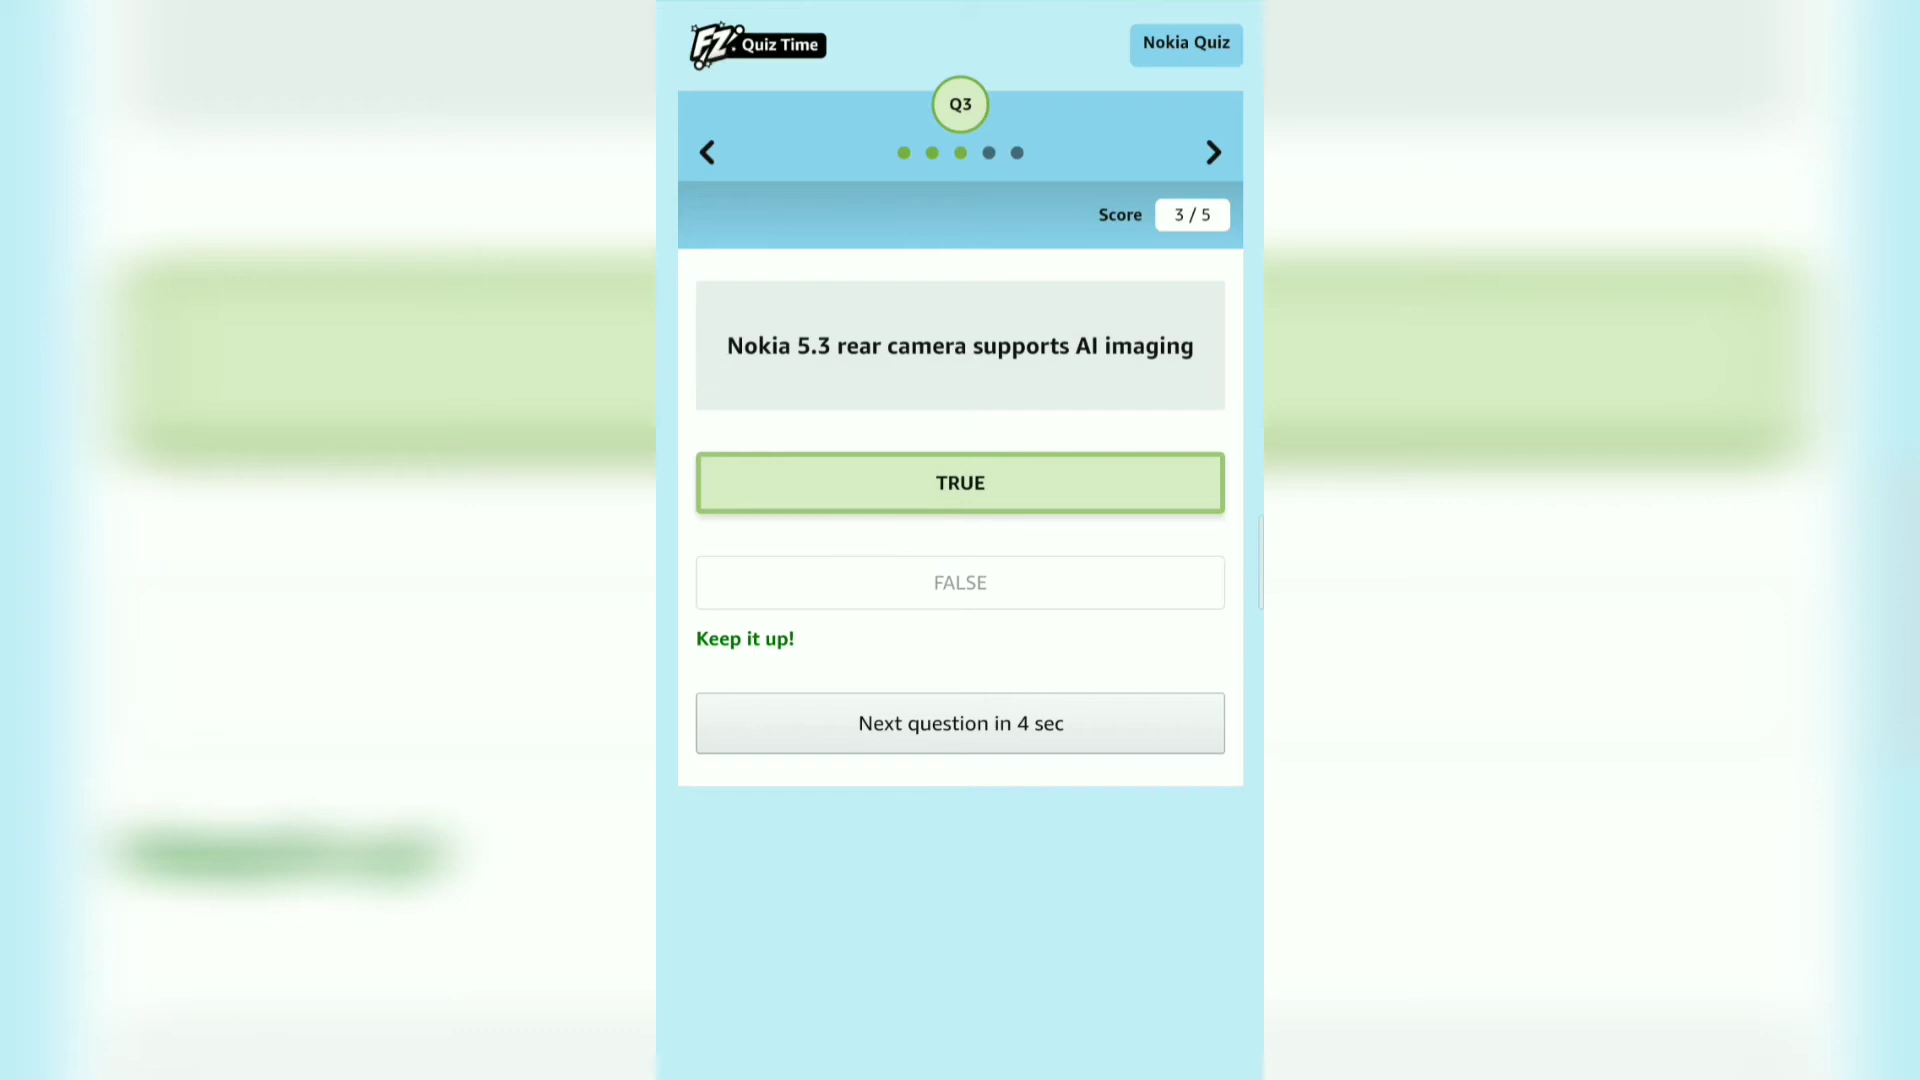 FZ. Quiz Time
Nokia Quiz
Q3
Score 3 / 5
Nokia 5.3 rear camera supports AI imaging
TRUE
FALSE
Keep it up!
Next question in 4 sec